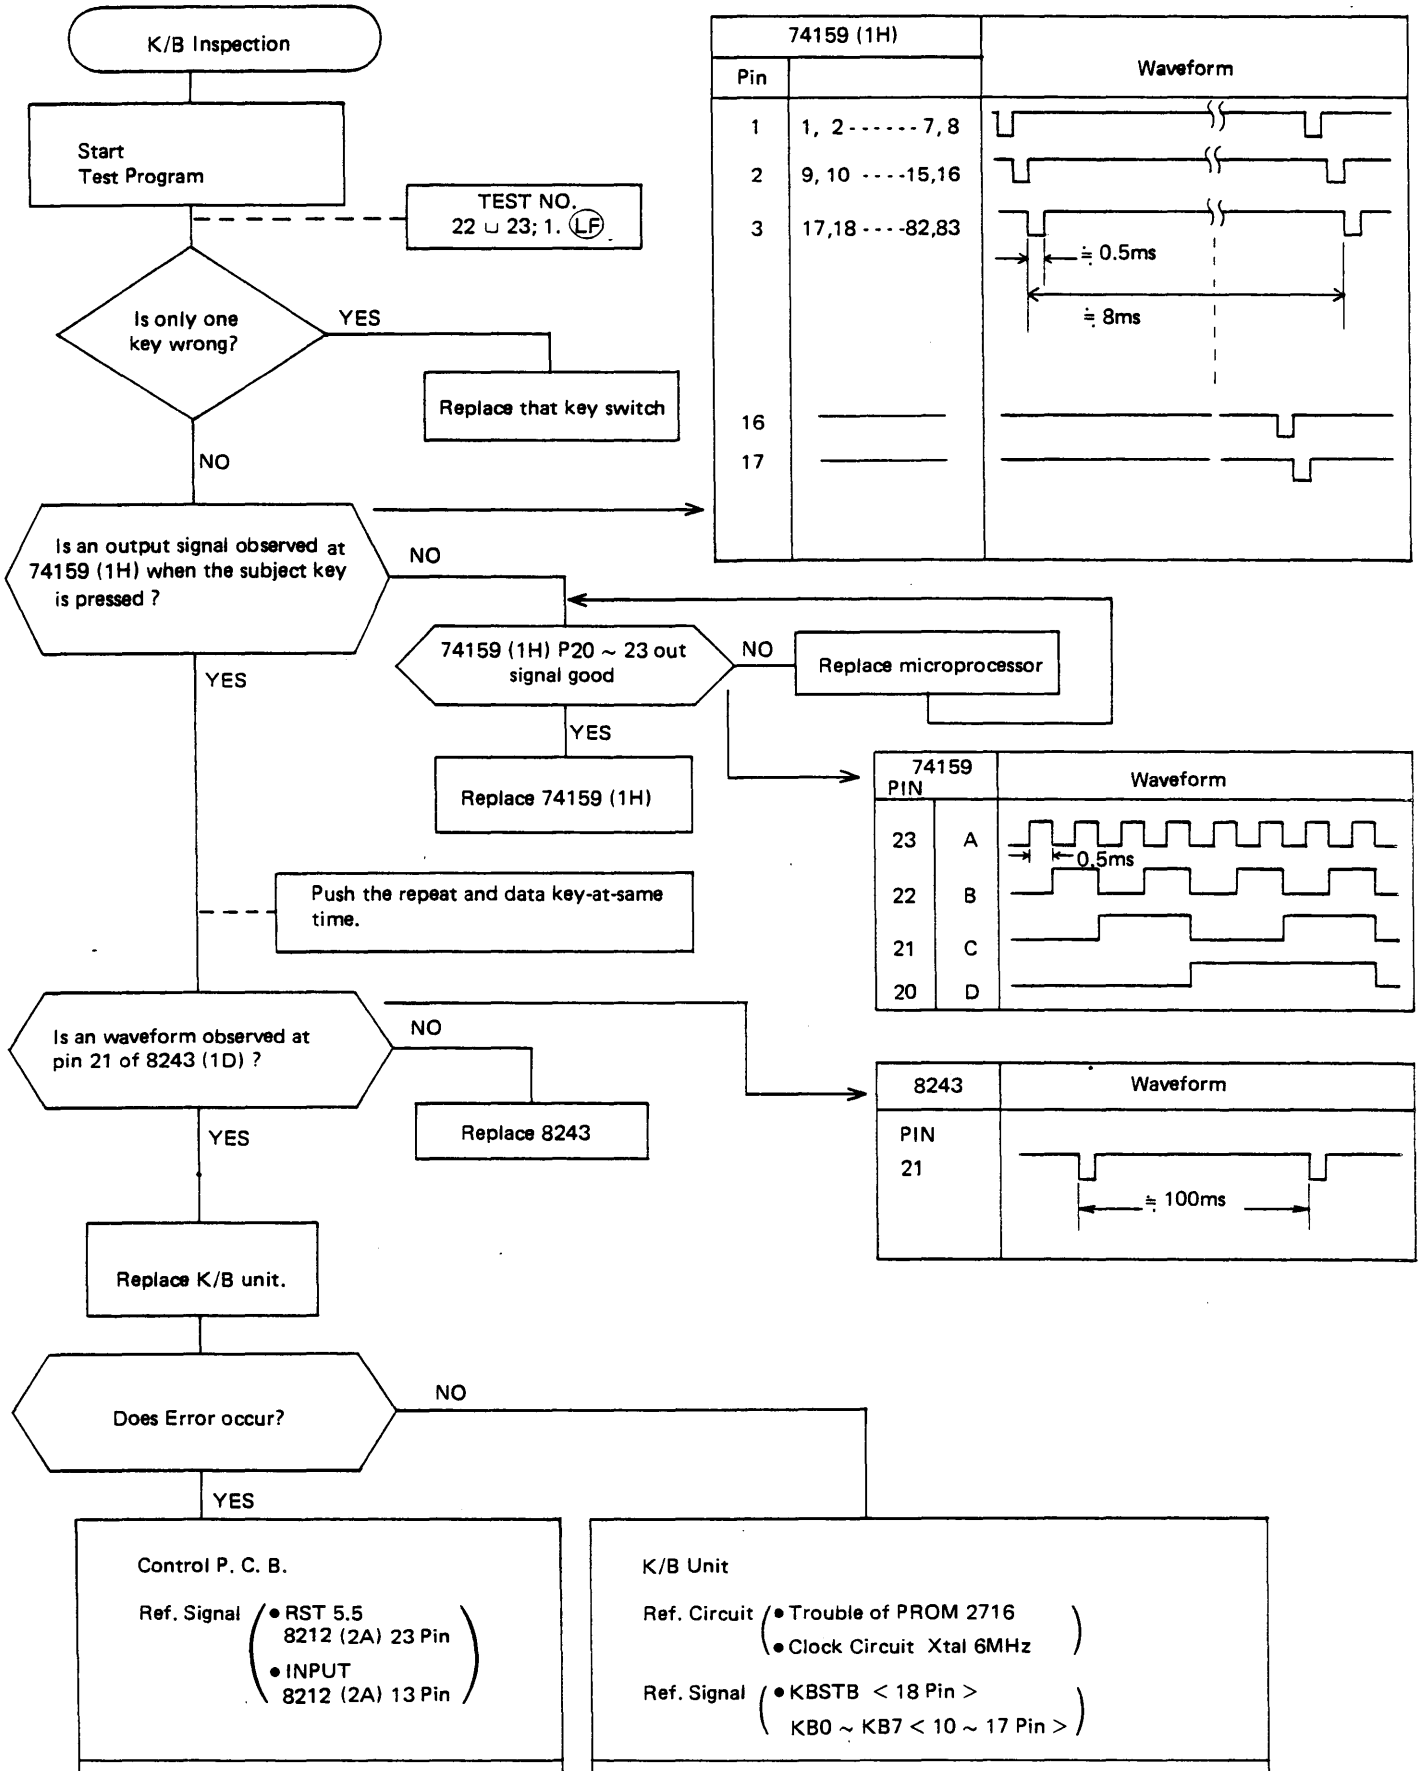 K/B Inspection
Start
Test Program
TEST NO.
22 ␣ 23; 1. LF
Is only one
key wrong?
YES
Replace that key switch
NO
Is an output signal observed at
74159 (1H) when the subject key
is pressed ?
NO
YES
74159 (1H) P20 ~ 23 out
signal good
NO
Replace microprocessor
YES
Replace 74159 (1H)
Push the repeat and data key-at-same
time.
Is an waveform observed at
pin 21 of 8243 (1D) ?
NO
Replace 8243
YES
Replace K/B unit.
Does Error occur?
NO
YES
Control P. C. B.
Ref. Signal
● RST 5.5
8212 (2A) 23 Pin
● INPUT
8212 (2A) 13 Pin
K/B Unit
Ref. Circuit
● Trouble of PROM 2716
● Clock Circuit Xtal 6MHz
Ref. Signal
● KBSTB < 18 Pin >
KB0 ~ KB7 < 10 ~ 17 Pin >
74159 (1H)
Pin
Waveform
1 1, 2 - - - - - - 7, 8
2 9, 10 - - - - 15,16
3 17,18 - - - - 82,83
≒ 0.5ms
≒ 8ms
16
17
74159
PIN
Waveform
23 A
0.5ms
22 B
21 C
20 D
8243
Waveform
PIN
21
≒ 100ms